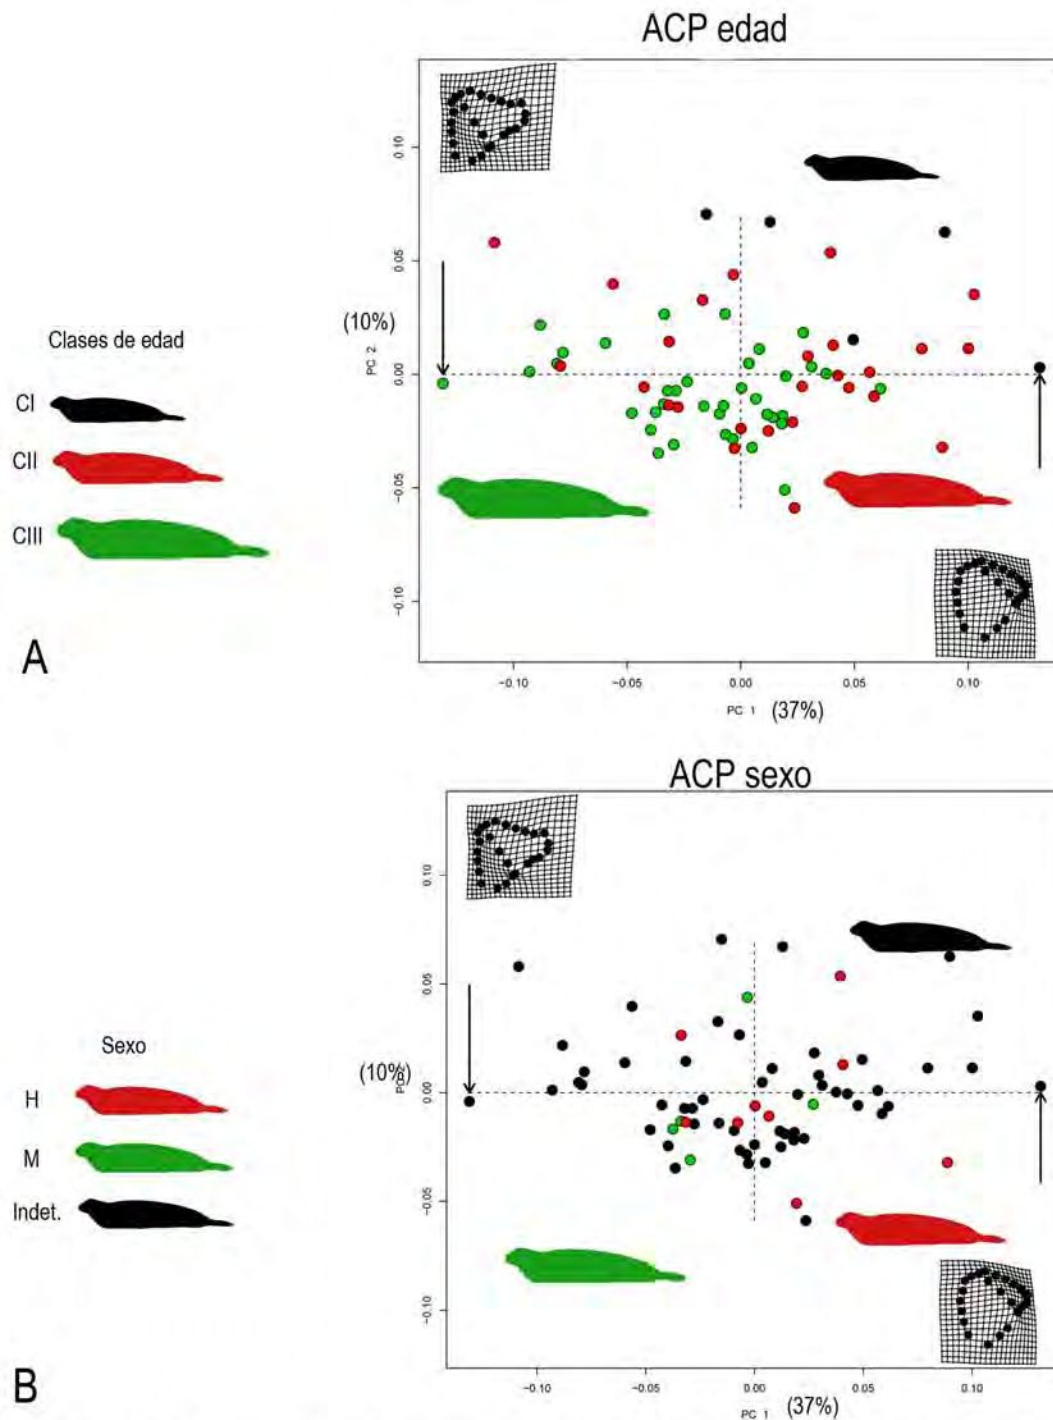 ACP edad
0.10
0.05
(10%)
PC 2
0.00
−0.05
−0.10
Clases de edad
CI
CII
CIII
−0.10 −0.05 0.00 0.05 0.10
PC 1 (37%)
A
ACP sexo
0.10
0.05
(10%)
0.00
−0.05
−0.10
Sexo
H
M
Indet.
−0.10 −0.05 0.00 0.05 0.10
PC 1 (37%)
B